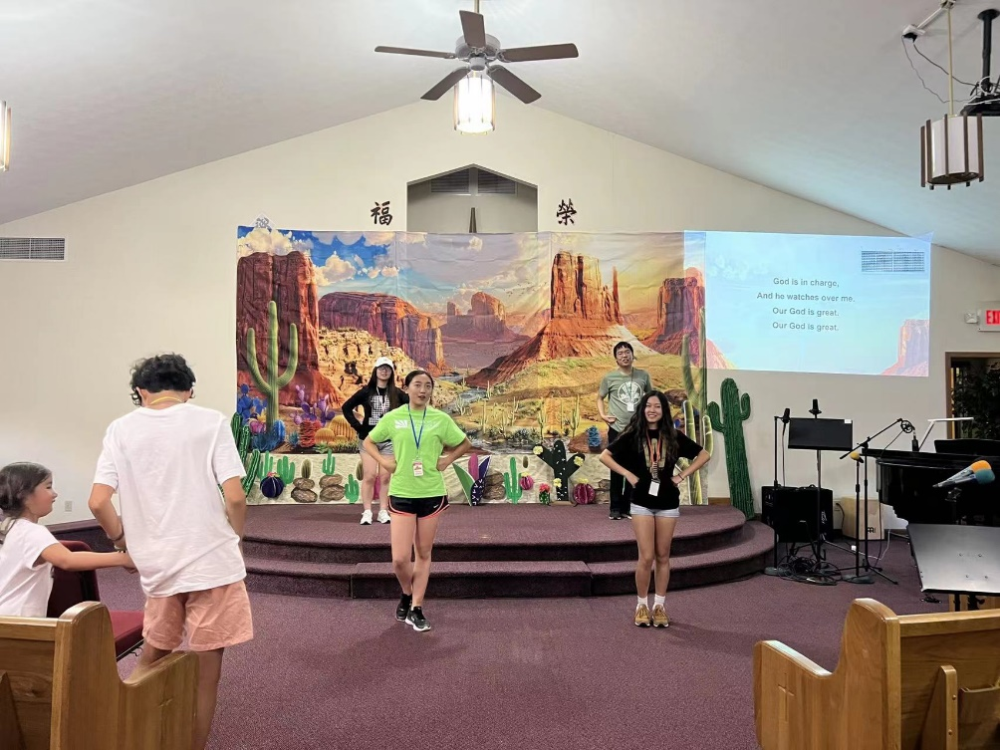 福 榮
God is in charge,
And he watches over me.
Our God is great.
Our God is great.
EXI